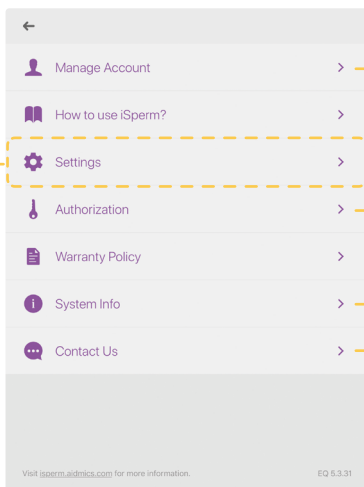 Manage Account
How to use iSperm?
Settings
Authorization
Warranty Policy
System Info
Contact Us
Visit isperm.aidmics.com for more information. EQ 5.3.31